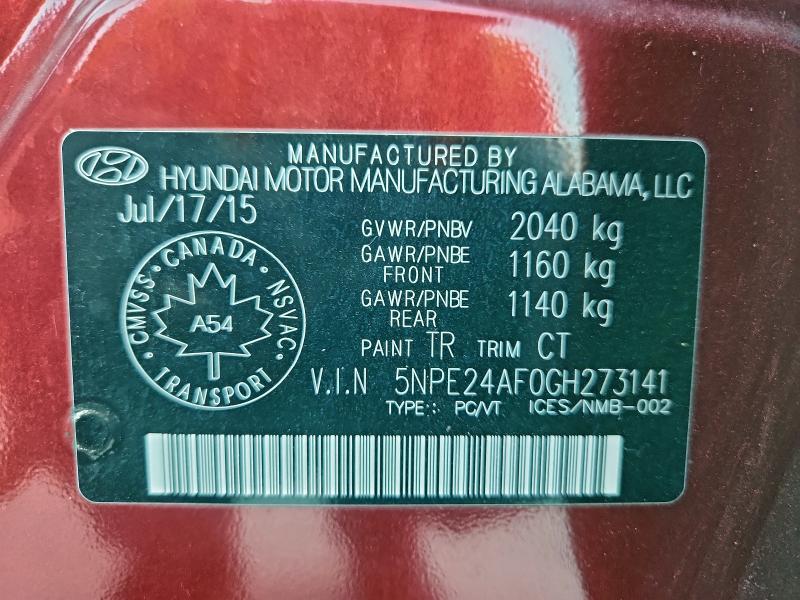 MANUFACTURED BY
HYUNDAI MOTOR MANUFACTURING ALABAMA, LLC
Jul/17/15
GVWR/PNBV 2040 kg
GAWR/PNBE FRONT 1160 kg
GAWR/PNBE REAR 1140 kg
CMVSS • CANADA • NSVAC • TRANSPORT •
A54
PAINT TR TRIM CT
V.I.N 5NPE24AF0GH273141
TYPE: PC/VT ICES/NMB-002